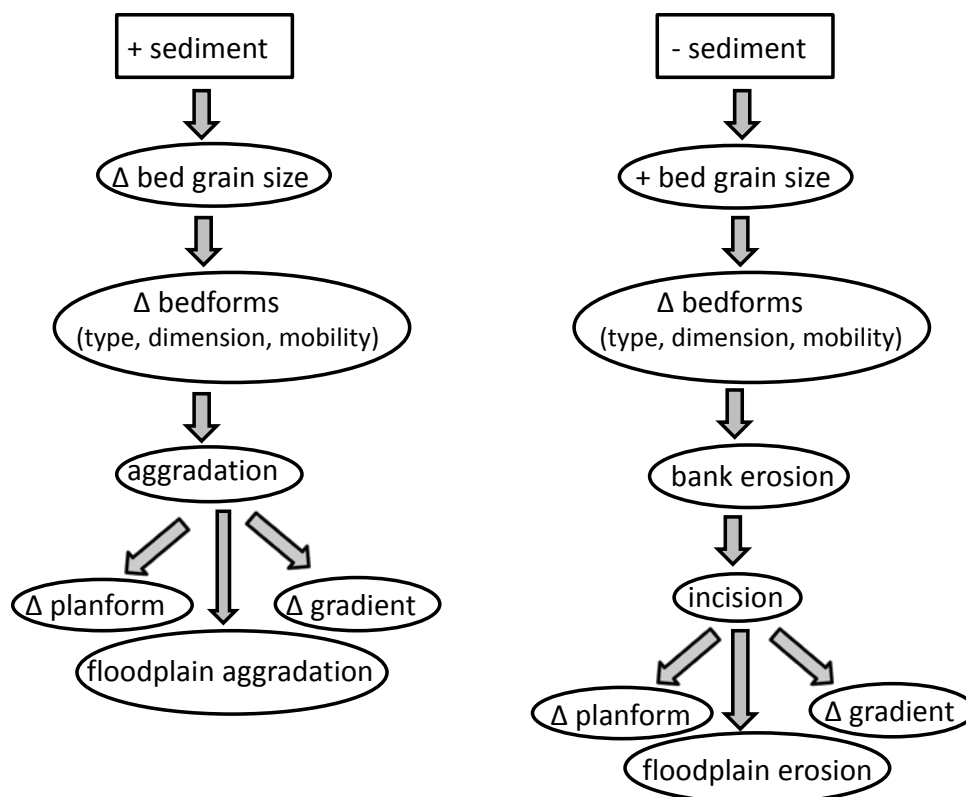 + sediment
Δ bed grain size
Δ bedforms
(type, dimension, mobility)
aggradation
Δ planform
Δ gradient
floodplain aggradation
- sediment
+ bed grain size
Δ bedforms
(type, dimension, mobility)
bank erosion
incision
Δ planform
Δ gradient
floodplain erosion